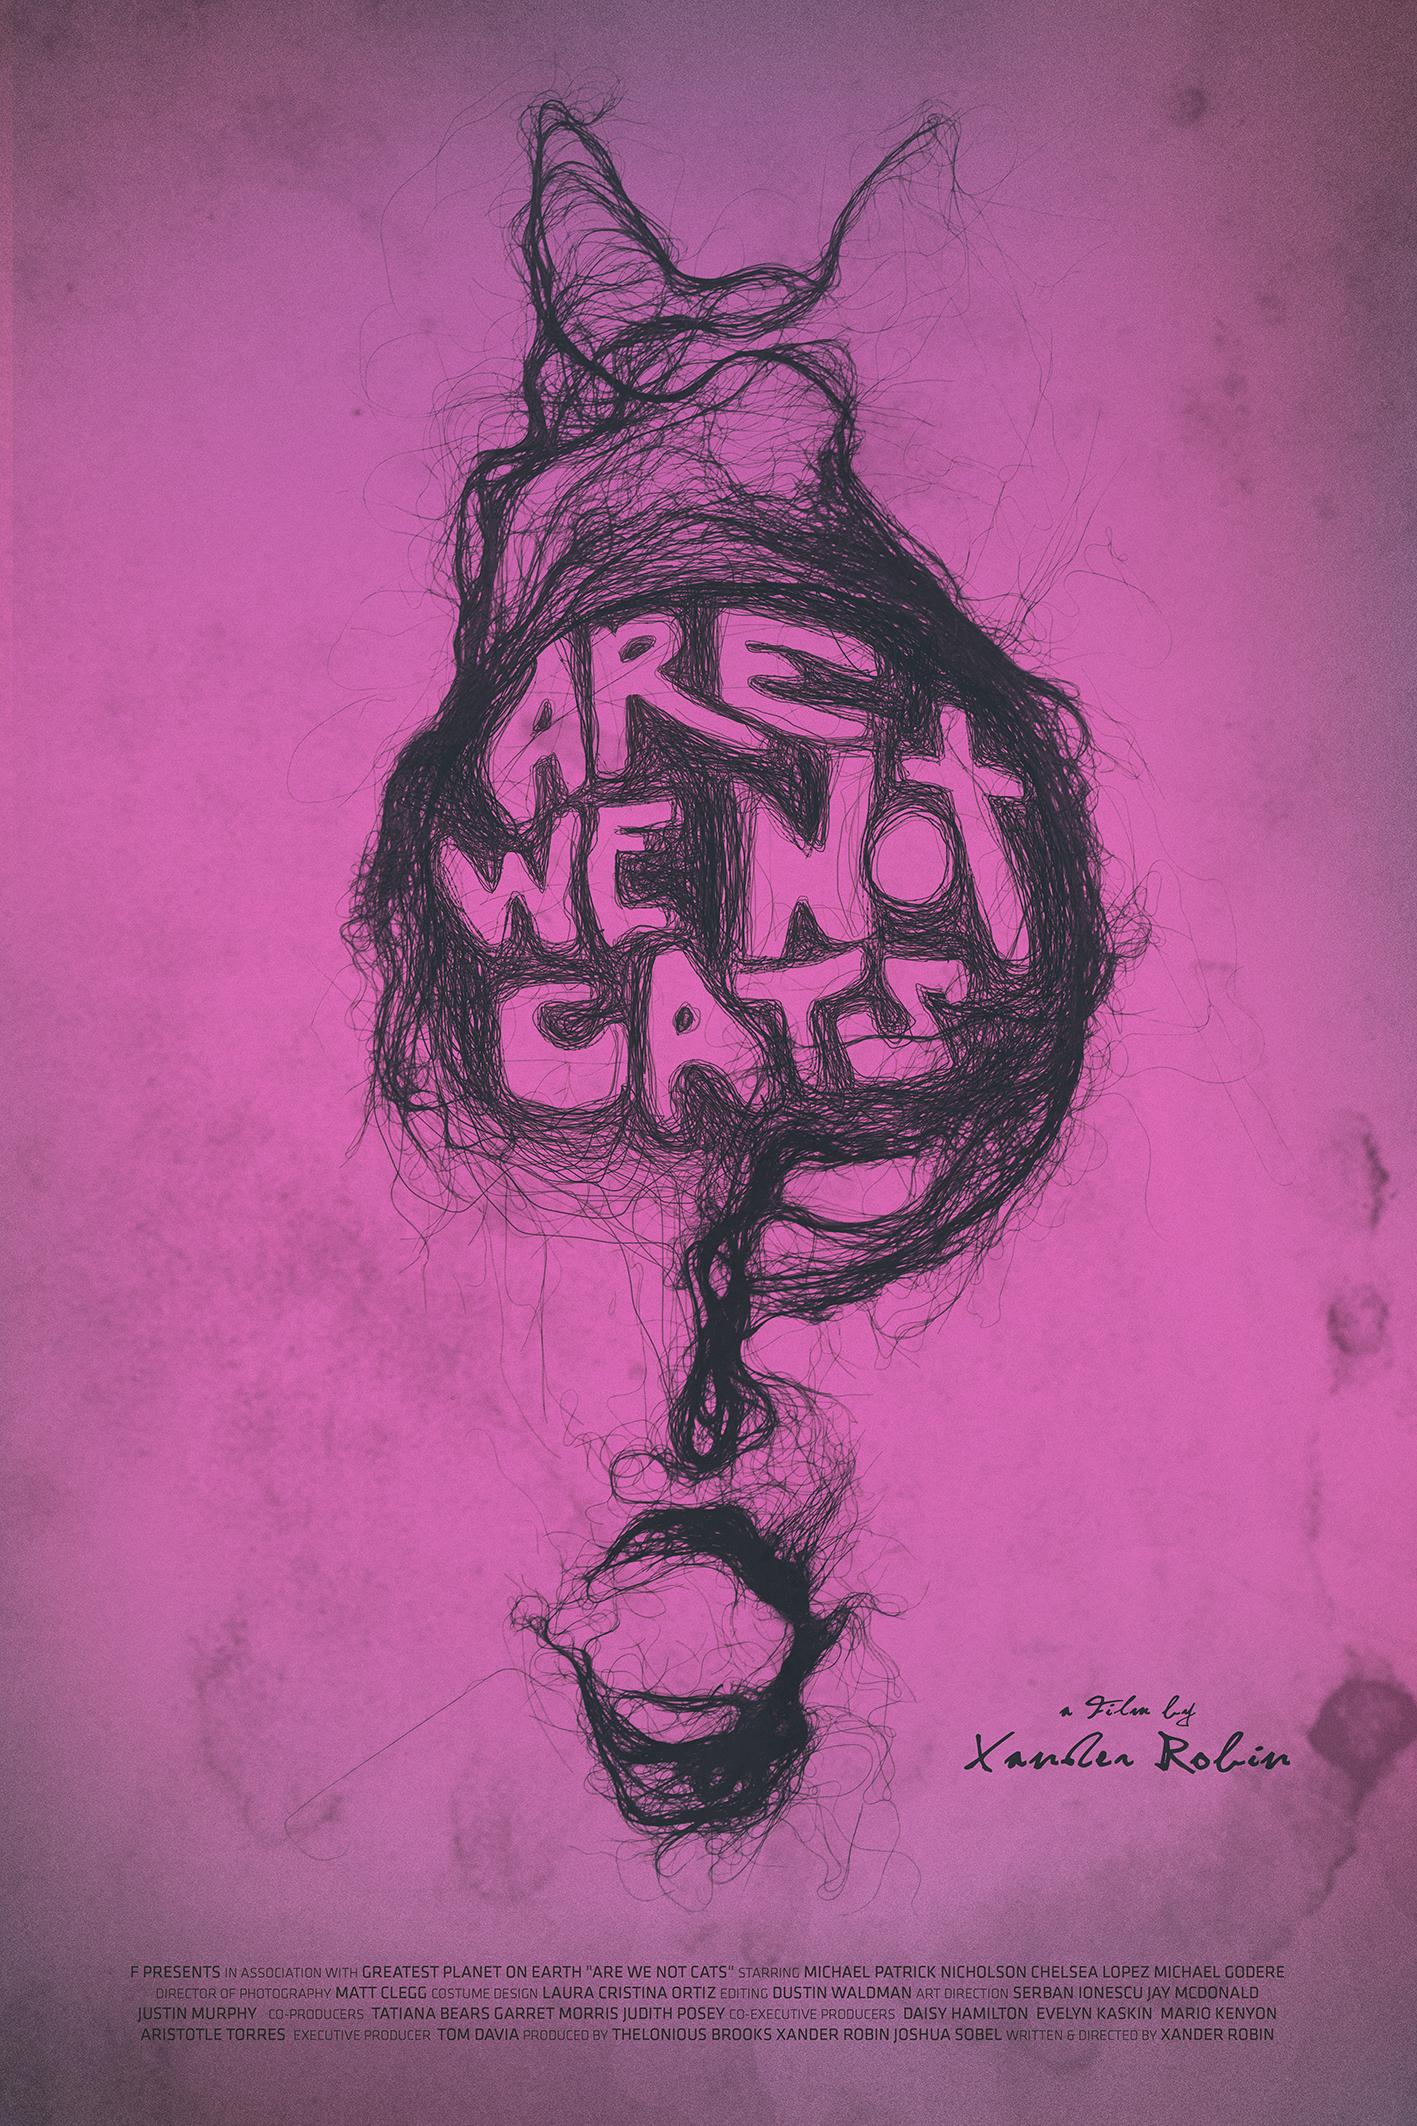 ARE
WE NOt
CATS
a Film by
Xander Robin
F PRESENTS IN ASSOCIATION WITH GREATEST PLANET ON EARTH "ARE WE NOT CATS" STARRING MICHAEL PATRICK NICHOLSON CHELSEA LOPEZ MICHAEL GODERE
DIRECTOR OF PHOTOGRAPHY MATT CLEGG COSTUME DESIGN LAURA CRISTINA ORTIZ EDITING DUSTIN WALDMAN ART DIRECTION SERBAN IONESCU JAY MCDONALD
JUSTIN MURPHY CO-PRODUCERS TATIANA BEARS GARRET MORRIS JUDITH POSEY CO-EXECUTIVE PRODUCERS DAISY HAMILTON EVELYN KASKIN MARIO KENYON
ARISTOTLE TORRES EXECUTIVE PRODUCER TOM DAVIA PRODUCED BY THELONIOUS BROOKS XANDER ROBIN JOSHUA SOBEL WRITTEN & DIRECTED BY XANDER ROBIN